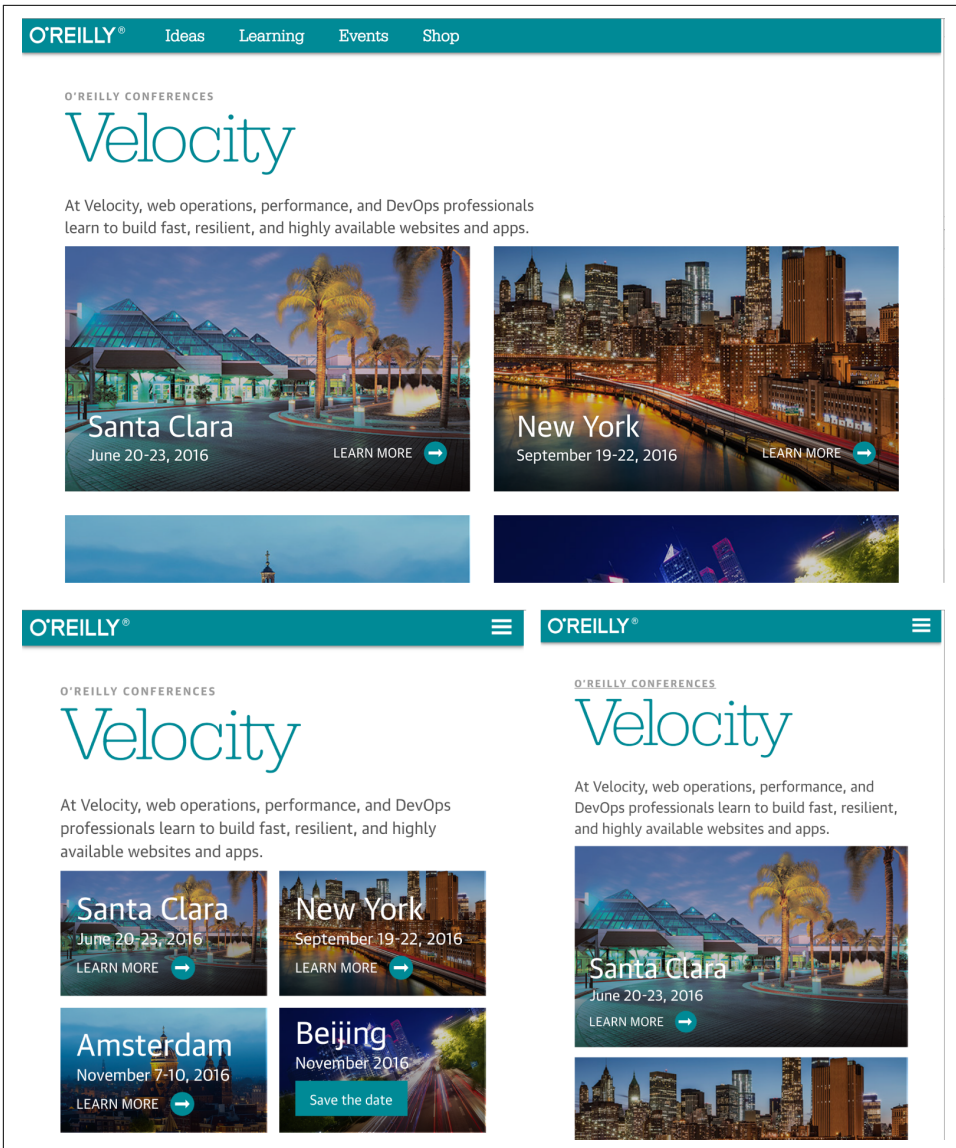 O'REILLY®
Ideas
Learning
Events
Shop
O'REILLY CONFERENCES
Velocity
At Velocity, web operations, performance, and DevOps professionals
learn to build fast, resilient, and highly available websites and apps.
Santa Clara
June 20-23, 2016
LEARN MORE
New York
September 19-22, 2016
LEARN MORE
O'REILLY®
O'REILLY CONFERENCES
Velocity
At Velocity, web operations, performance, and DevOps
professionals learn to build fast, resilient, and highly
available websites and apps.
Santa Clara
June 20-23, 2016
LEARN MORE
New York
September 19-22, 2016
LEARN MORE
Amsterdam
November 7-10, 2016
LEARN MORE
Beijing
November 2016
Save the date
O'REILLY®
O'REILLY CONFERENCES
Velocity
At Velocity, web operations, performance, and
DevOps professionals learn to build fast, resilient,
and highly available websites and apps.
Santa Clara
June 20-23, 2016
LEARN MORE